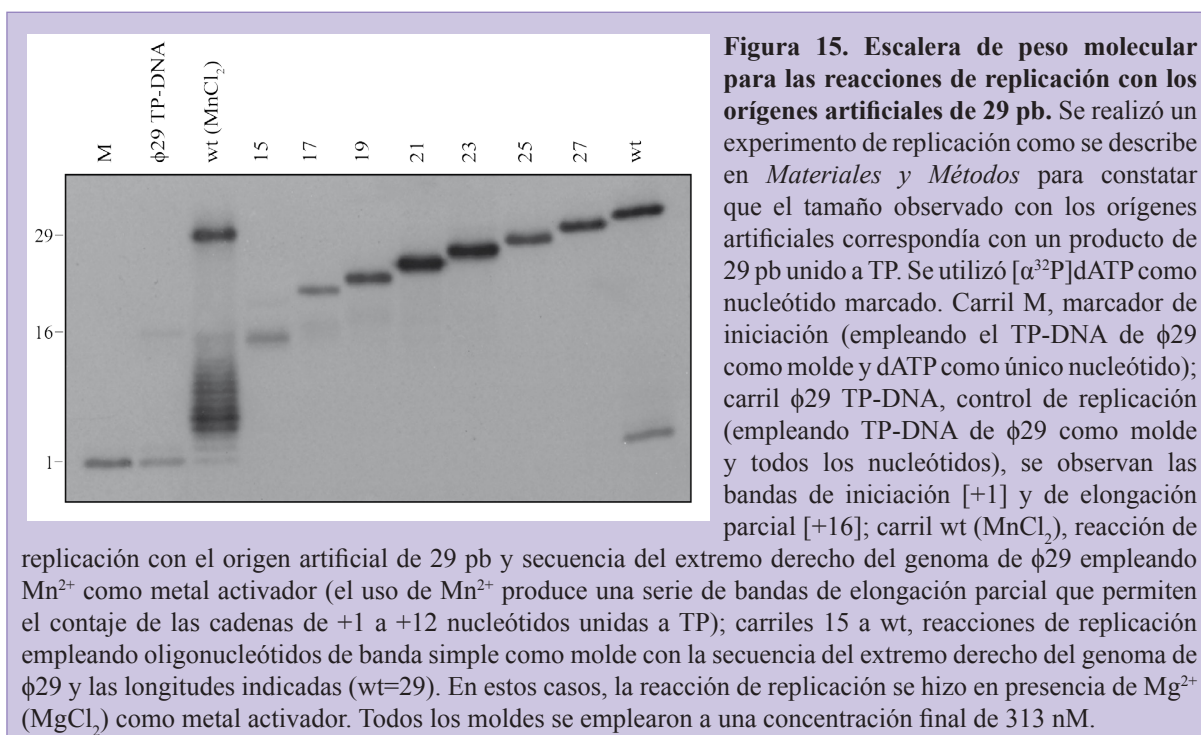 M
ϕ29 TP-DNA
wt (MnCl₂)
15
17
19
21
23
25
27
wt
29
16
1
Figura 15. Escalera de peso molecular
para las reacciones de replicación con los
orígenes artificiales de 29 pb. Se realizó un
experimento de replicación como se describe
en Materiales y Métodos para constatar
que el tamaño observado con los orígenes
artificiales correspondía con un producto de
29 pb unido a TP. Se utilizó [α³²P]dATP como
nucleótido marcado. Carril M, marcador de
iniciación (empleando el TP-DNA de ϕ29
como molde y dATP como único nucleótido);
carril ϕ29 TP-DNA, control de replicación
(empleando TP-DNA de ϕ29 como molde
y todos los nucleótidos), se observan las
bandas de iniciación [+1] y de elongación
parcial [+16]; carril wt (MnCl₂), reacción de
replicación con el origen artificial de 29 pb y secuencia del extremo derecho del genoma de ϕ29 empleando
Mn²⁺ como metal activador (el uso de Mn²⁺ produce una serie de bandas de elongación parcial que permiten
el contaje de las cadenas de +1 a +12 nucleótidos unidas a TP); carriles 15 a wt, reacciones de replicación
empleando oligonucleótidos de banda simple como molde con la secuencia del extremo derecho del genoma de
ϕ29 y las longitudes indicadas (wt=29). En estos casos, la reacción de replicación se hizo en presencia de Mg²⁺
(MgCl₂) como metal activador. Todos los moldes se emplearon a una concentración final de 313 nM.